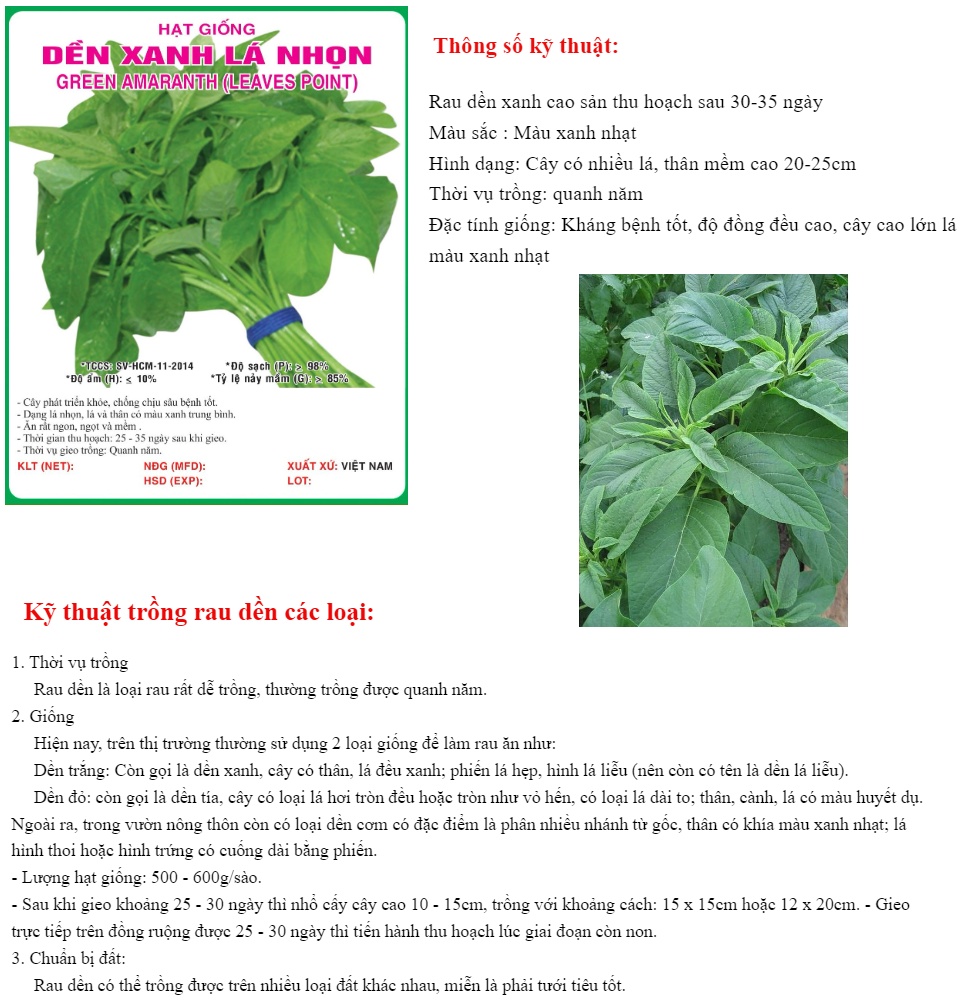 HẠT GIỐNG
DỀN XANH LÁ NHỌN
GREEN AMARANTH (LEAVES POINT)
*TCCS: SV-HCM-11-2014
*Độ sạch (P): ≥ 98%
*Độ ẩm (H): ≤ 10%
*Tỷ lệ nảy mầm (G): ≥ 85%
- Cây phát triển khỏe, chống chịu sâu bệnh tốt.
- Dạng lá nhọn, lá và thân có màu xanh trung bình.
- Ăn rất ngon, ngọt và mềm .
- Thời gian thu hoạch: 25 - 35 ngày sau khi gieo.
- Thời vụ gieo trồng: Quanh năm.
KLT (NET):
NĐG (MFD):
XUẤT XỨ: VIỆT NAM
HSD (EXP):
LOT:
Thông số kỹ thuật:
Rau dền xanh cao sản thu hoạch sau 30-35 ngày
Màu sắc : Màu xanh nhạt
Hình dạng: Cây có nhiều lá, thân mềm cao 20-25cm
Thời vụ trồng: quanh năm
Đặc tính giống: Kháng bệnh tốt, độ đồng đều cao, cây cao lớn lá
màu xanh nhạt
Kỹ thuật trồng rau dền các loại:
1. Thời vụ trồng
Rau dền là loại rau rất dễ trồng, thường trồng được quanh năm.
2. Giống
Hiện nay, trên thị trường thường sử dụng 2 loại giống để làm rau ăn như:
Dền trắng: Còn gọi là dền xanh, cây có thân, lá đều xanh; phiến lá hẹp, hình lá liễu (nên còn có tên là dền lá liễu).
Dền đỏ: còn gọi là dền tía, cây có loại lá hơi tròn đều hoặc tròn như vỏ hến, có loại lá dài to; thân, cành, lá có màu huyết dụ.
Ngoài ra, trong vườn nông thôn còn có loại dền cơm có đặc điểm là phân nhiều nhánh từ gốc, thân có khía màu xanh nhạt; lá
hình thoi hoặc hình trứng có cuống dài bằng phiến.
- Lượng hạt giống: 500 - 600g/sào.
- Sau khi gieo khoảng 25 - 30 ngày thì nhổ cấy cây cao 10 - 15cm, trồng với khoảng cách: 15 x 15cm hoặc 12 x 20cm. - Gieo
trực tiếp trên đồng ruộng được 25 - 30 ngày thì tiến hành thu hoạch lúc giai đoạn còn non.
3. Chuẩn bị đất:
Rau dền có thể trồng được trên nhiều loại đất khác nhau, miễn là phải tưới tiêu tốt.